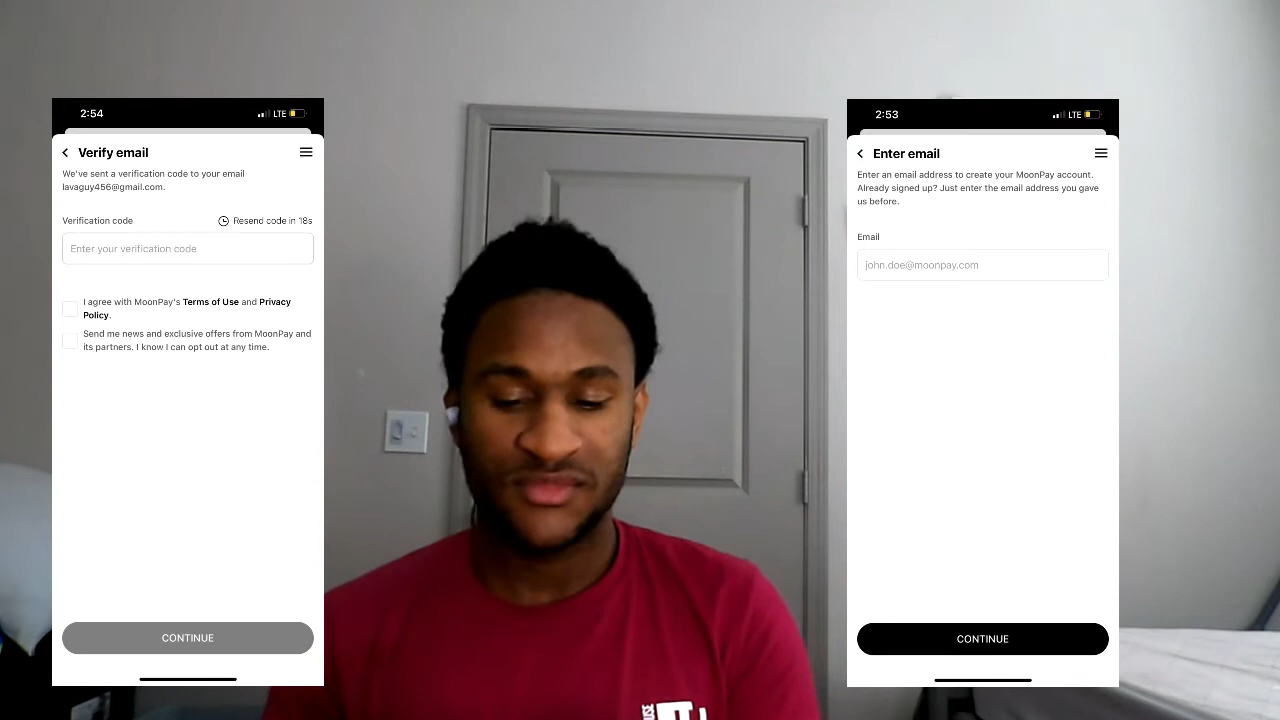 2:54
LTE
Verify email
We've sent a verification code to your email
lavaguy456@gmail.com.
Verification code
Resend code in 18s
Enter your verification code
I agree with MoonPay's Terms of Use and Privacy
Policy.
Send me news and exclusive offers from MoonPay and
its partners. I know I can opt out at any time.
CONTINUE
2:53
LTE
Enter email
Enter an email address to create your MoonPay account.
Already signed up? Just enter the email address you gave
us before.
Email
john.doe@moonpay.com
CONTINUE